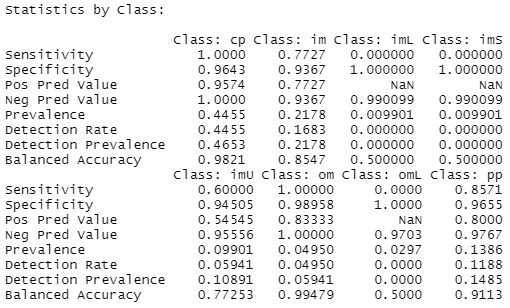 Statistics by Class:
Class: cp Class: im Class: imL Class: imS
Sensitivity 1.0000 0.7727 0.000000 0.000000
Specificity 0.9643 0.9367 1.000000 1.000000
Pos Pred Value 0.9574 0.7727 NaN NaN
Neg Pred Value 1.0000 0.9367 0.990099 0.990099
Prevalence 0.4455 0.2178 0.009901 0.009901
Detection Rate 0.4455 0.1683 0.000000 0.000000
Detection Prevalence 0.4653 0.2178 0.000000 0.000000
Balanced Accuracy 0.9821 0.8547 0.500000 0.500000
Class: imU Class: om Class: omL Class: pp
Sensitivity 0.60000 1.00000 0.0000 0.8571
Specificity 0.94505 0.98958 1.0000 0.9655
Pos Pred Value 0.54545 0.83333 NaN 0.8000
Neg Pred Value 0.95556 1.00000 0.9703 0.9767
Prevalence 0.09901 0.04950 0.0297 0.1386
Detection Rate 0.05941 0.04950 0.0000 0.1188
Detection Prevalence 0.10891 0.05941 0.0000 0.1485
Balanced Accuracy 0.77253 0.99479 0.5000 0.9113